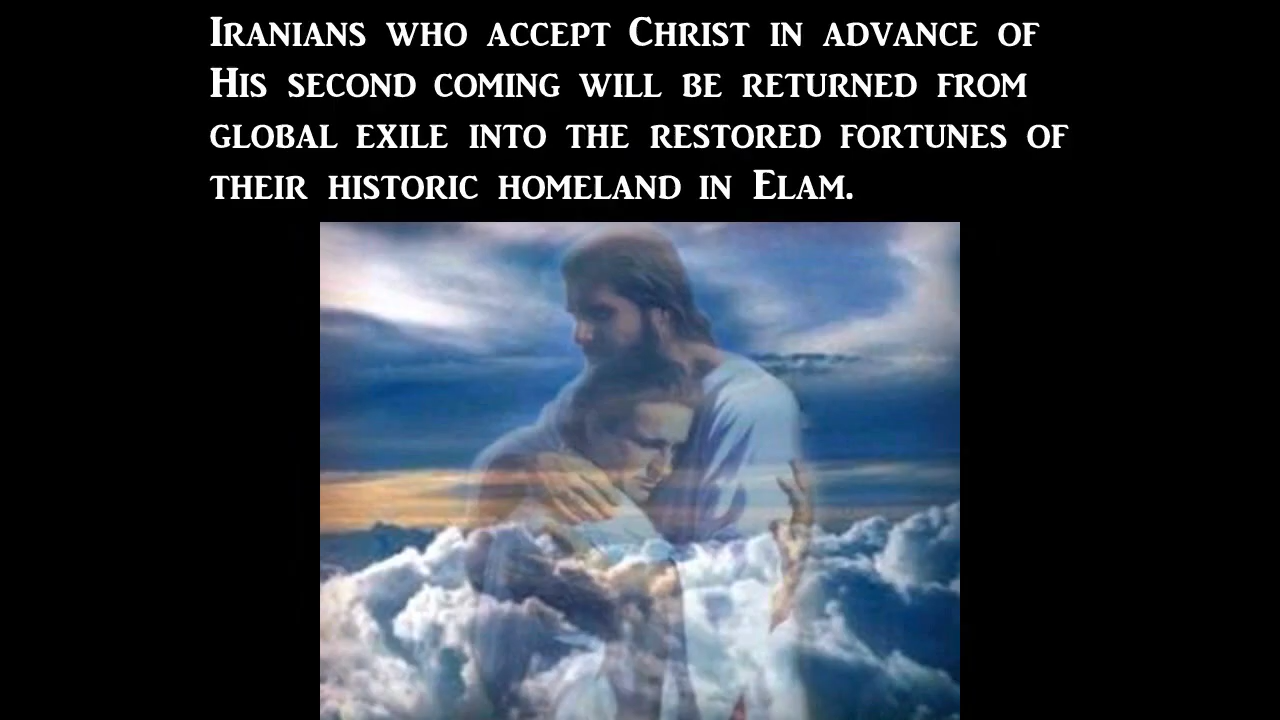 Iranians who accept Christ in advance of
His second coming will be returned from
global exile into the restored fortunes of
their historic homeland in Elam.